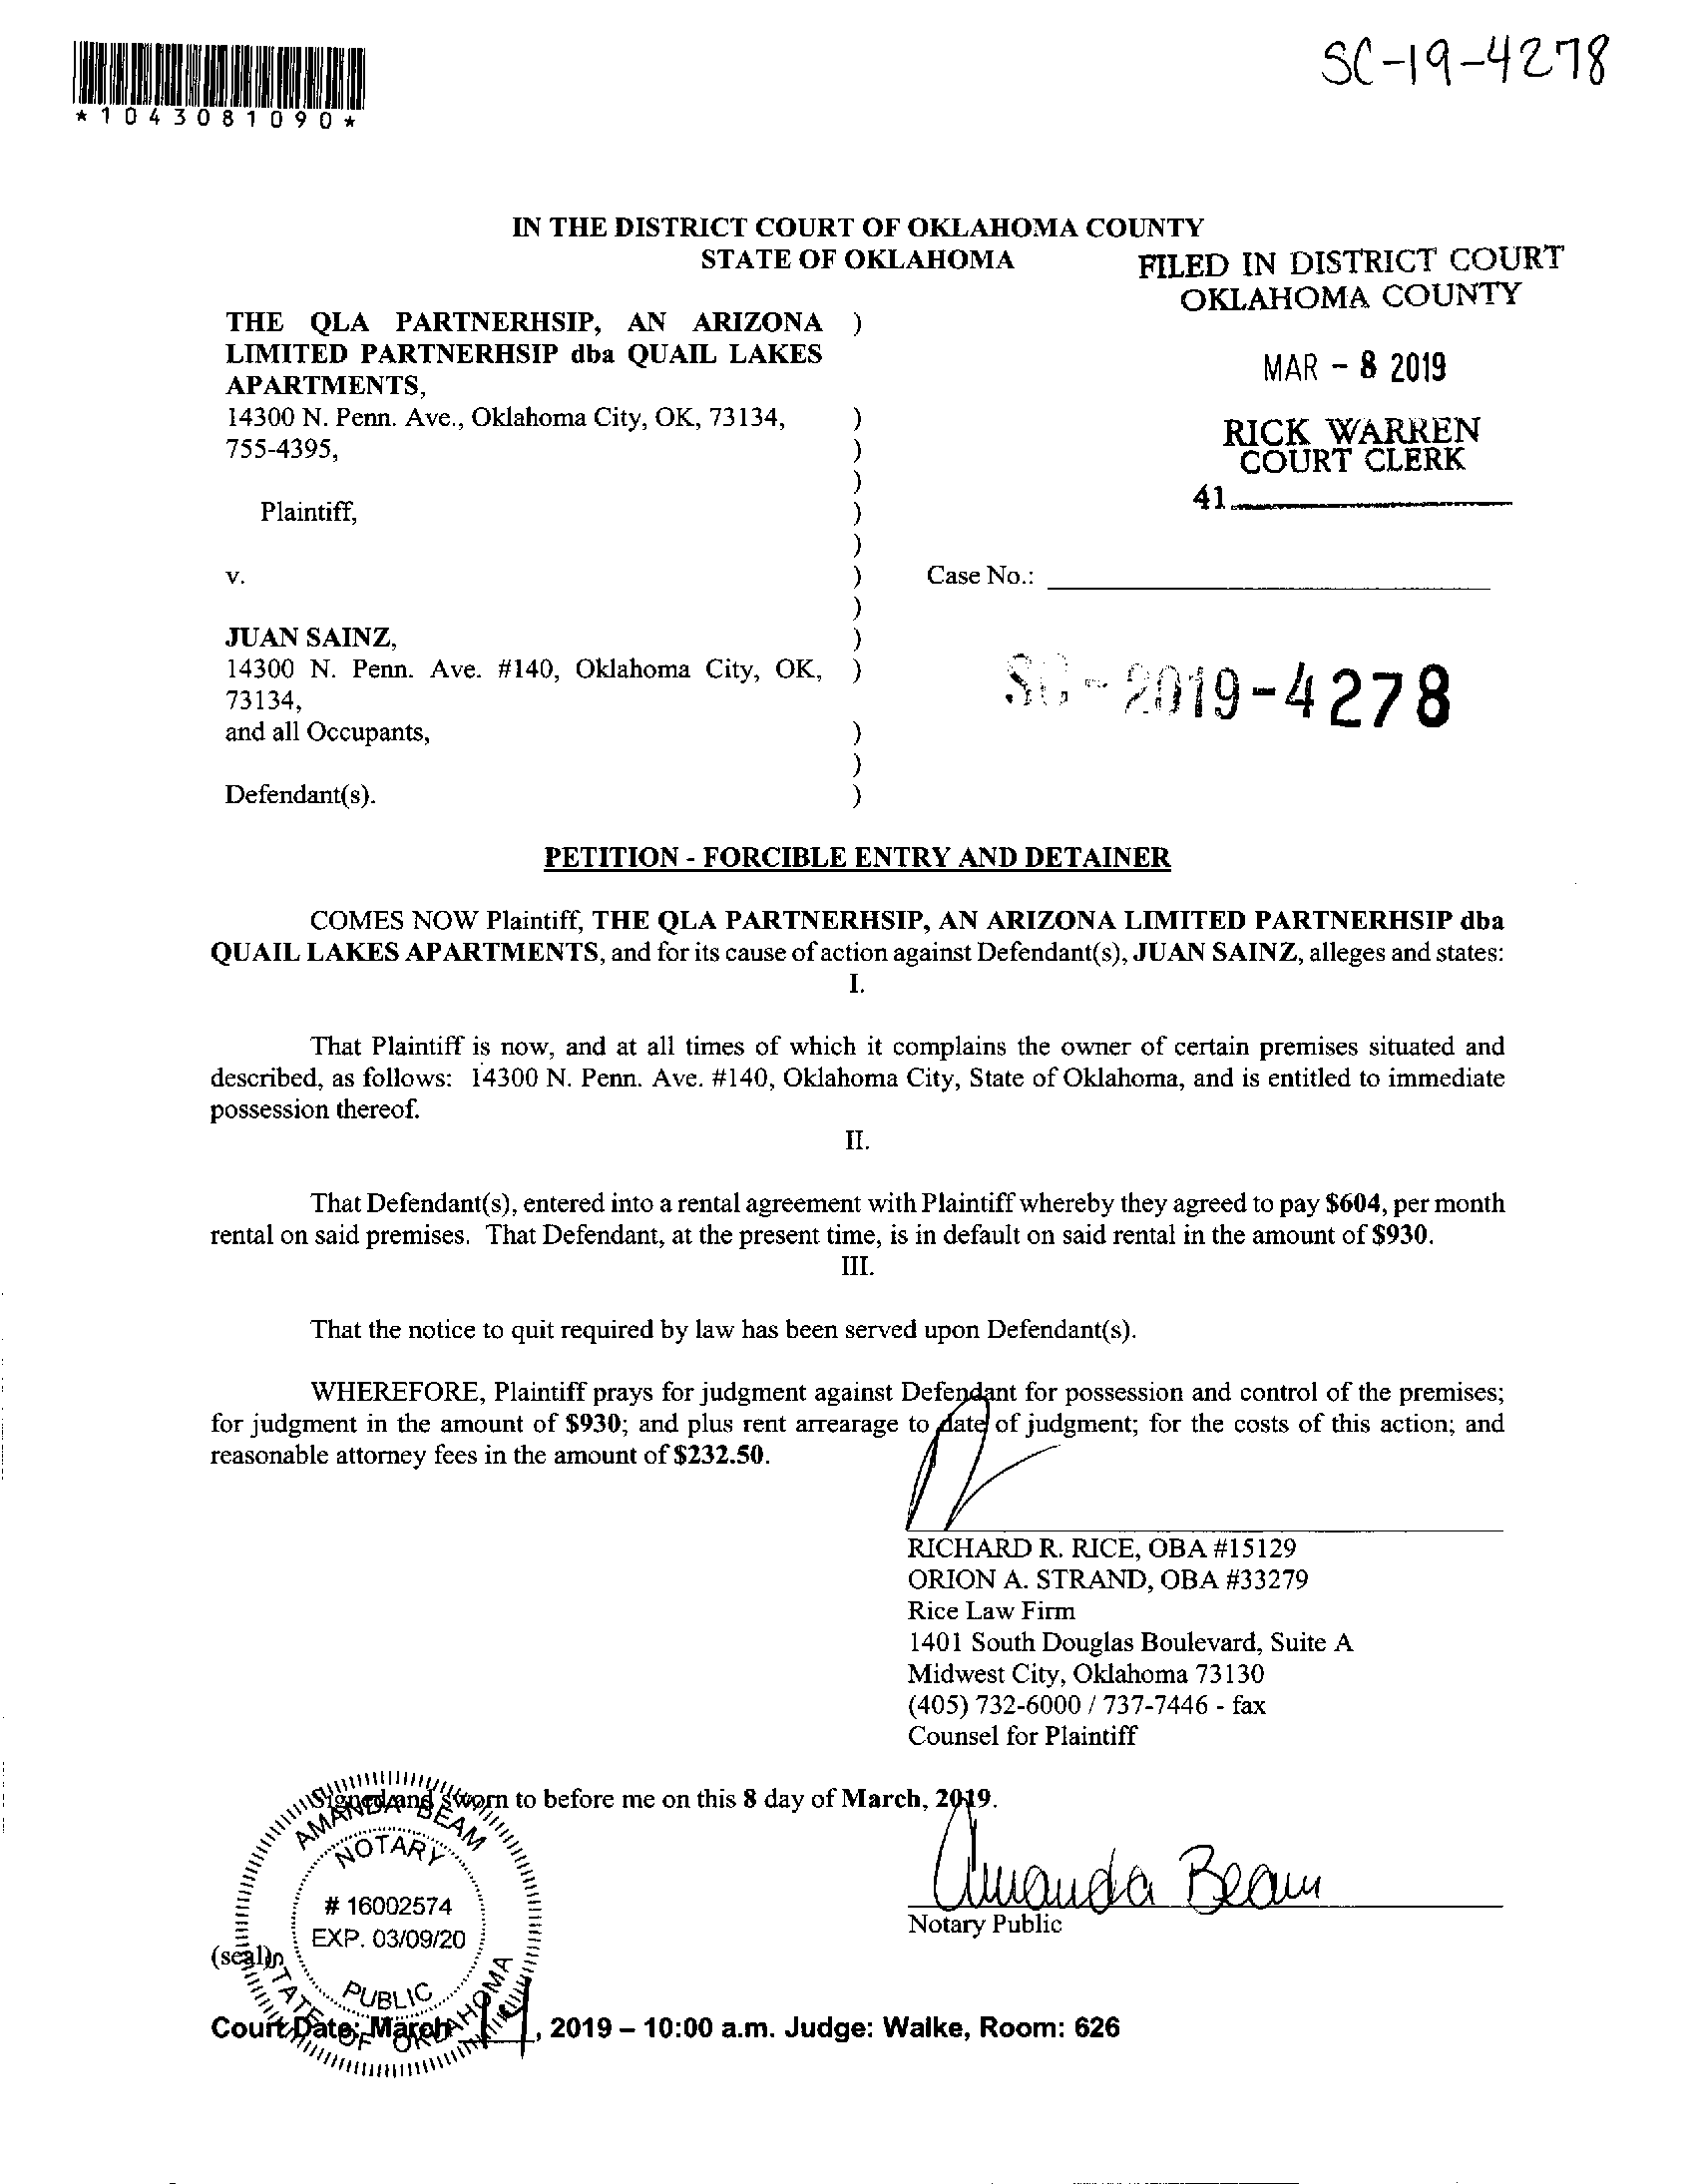 SC-19-4278
*1043081090*
IN THE DISTRICT COURT OF OKLAHOMA COUNTY
STATE OF OKLAHOMA
FILED IN DISTRICT COURT
OKLAHOMA COUNTY
MAR - 8 2019
RICK WARREN
COURT CLERK
41
THE QLA PARTNERHSIP, AN ARIZONA )
LIMITED PARTNERHSIP dba QUAIL LAKES
APARTMENTS,
14300 N. Penn. Ave., Oklahoma City, OK, 73134, )
755-4395, )
)
Plaintiff, )
)
v. ) Case No.:
)
JUAN SAINZ, )
14300 N. Penn. Ave. #140, Oklahoma City, OK, )
73134,
and all Occupants, )
)
Defendant(s). )
SC-2019-4278
PETITION - FORCIBLE ENTRY AND DETAINER
COMES NOW Plaintiff, THE QLA PARTNERHSIP, AN ARIZONA LIMITED PARTNERHSIP dba
QUAIL LAKES APARTMENTS, and for its cause of action against Defendant(s), JUAN SAINZ, alleges and states:
I.
That Plaintiff is now, and at all times of which it complains the owner of certain premises situated and
described, as follows: 14300 N. Penn. Ave. #140, Oklahoma City, State of Oklahoma, and is entitled to immediate
possession thereof.
II.
That Defendant(s), entered into a rental agreement with Plaintiff whereby they agreed to pay $604, per month
rental on said premises. That Defendant, at the present time, is in default on said rental in the amount of $930.
III.
That the notice to quit required by law has been served upon Defendant(s).
WHEREFORE, Plaintiff prays for judgment against Defendant for possession and control of the premises;
for judgment in the amount of $930; and plus rent arrearage to date of judgment; for the costs of this action; and
reasonable attorney fees in the amount of $232.50.
RICHARD R. RICE, OBA #15129
ORION A. STRAND, OBA #33279
Rice Law Firm
1401 South Douglas Boulevard, Suite A
Midwest City, Oklahoma 73130
(405) 732-6000 / 737-7446 - fax
Counsel for Plaintiff
Signed and sworn to before me on this 8 day of March, 2019.
Amanda Beam
Notary Public
AMANDA BEAM
NOTARY
# 16002574
EXP. 03/09/20
PUBLIC
STATE OF OKLAHOMA
(seal)
Court Date: March 14, 2019 – 10:00 a.m. Judge: Walke, Room: 626